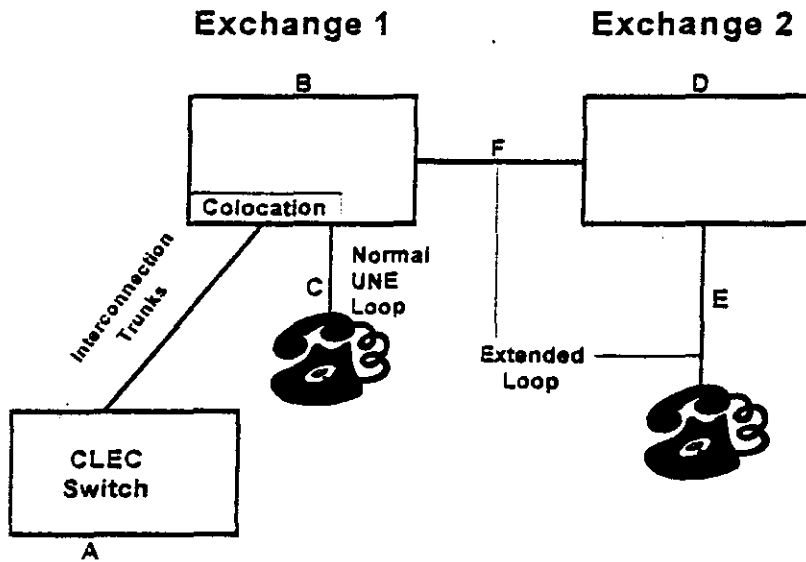 Exchange 1
Exchange 2
B
D
F
Colocation
Interconnection
Trunks
C
Normal
UNE
Loop
E
Extended
Loop
CLEC
Switch
A